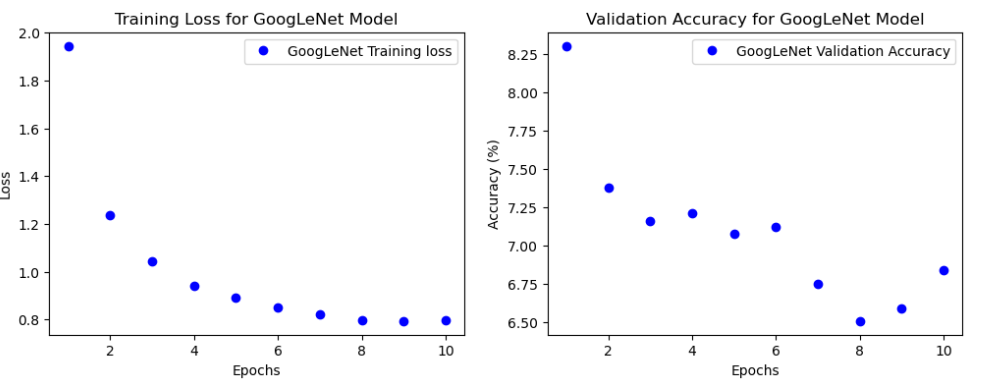 Training Loss for GoogLeNet Model
2.0
1.8
1.6
1.4
1.2
1.0
0.8
Loss
GoogLeNet Training loss
2 4 6 8 10
Epochs
Validation Accuracy for GoogLeNet Model
8.25
8.00
7.75
7.50
7.25
7.00
6.75
6.50
Accuracy (%)
GoogLeNet Validation Accuracy
2 4 6 8 10
Epochs